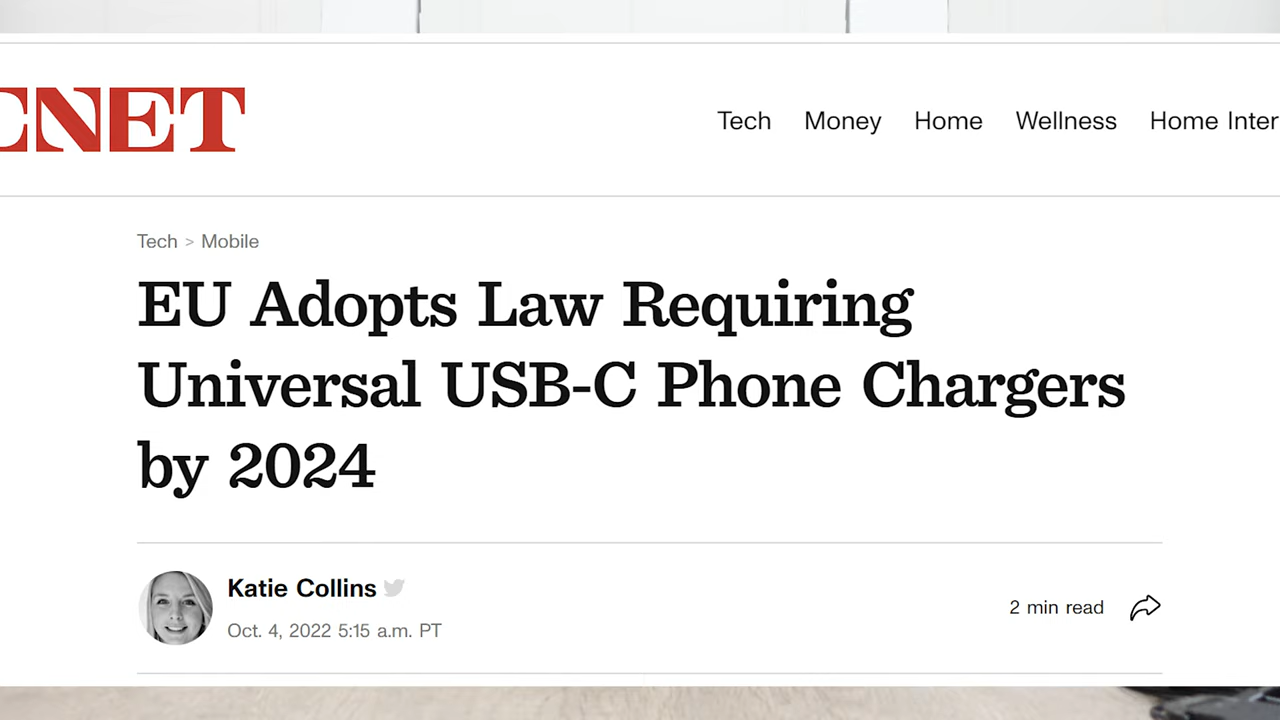 CNET
Tech Money Home Wellness Home Inter
Tech > Mobile
EU Adopts Law Requiring
Universal USB-C Phone Chargers
by 2024
Katie Collins
Oct. 4, 2022 5:15 a.m. PT
2 min read